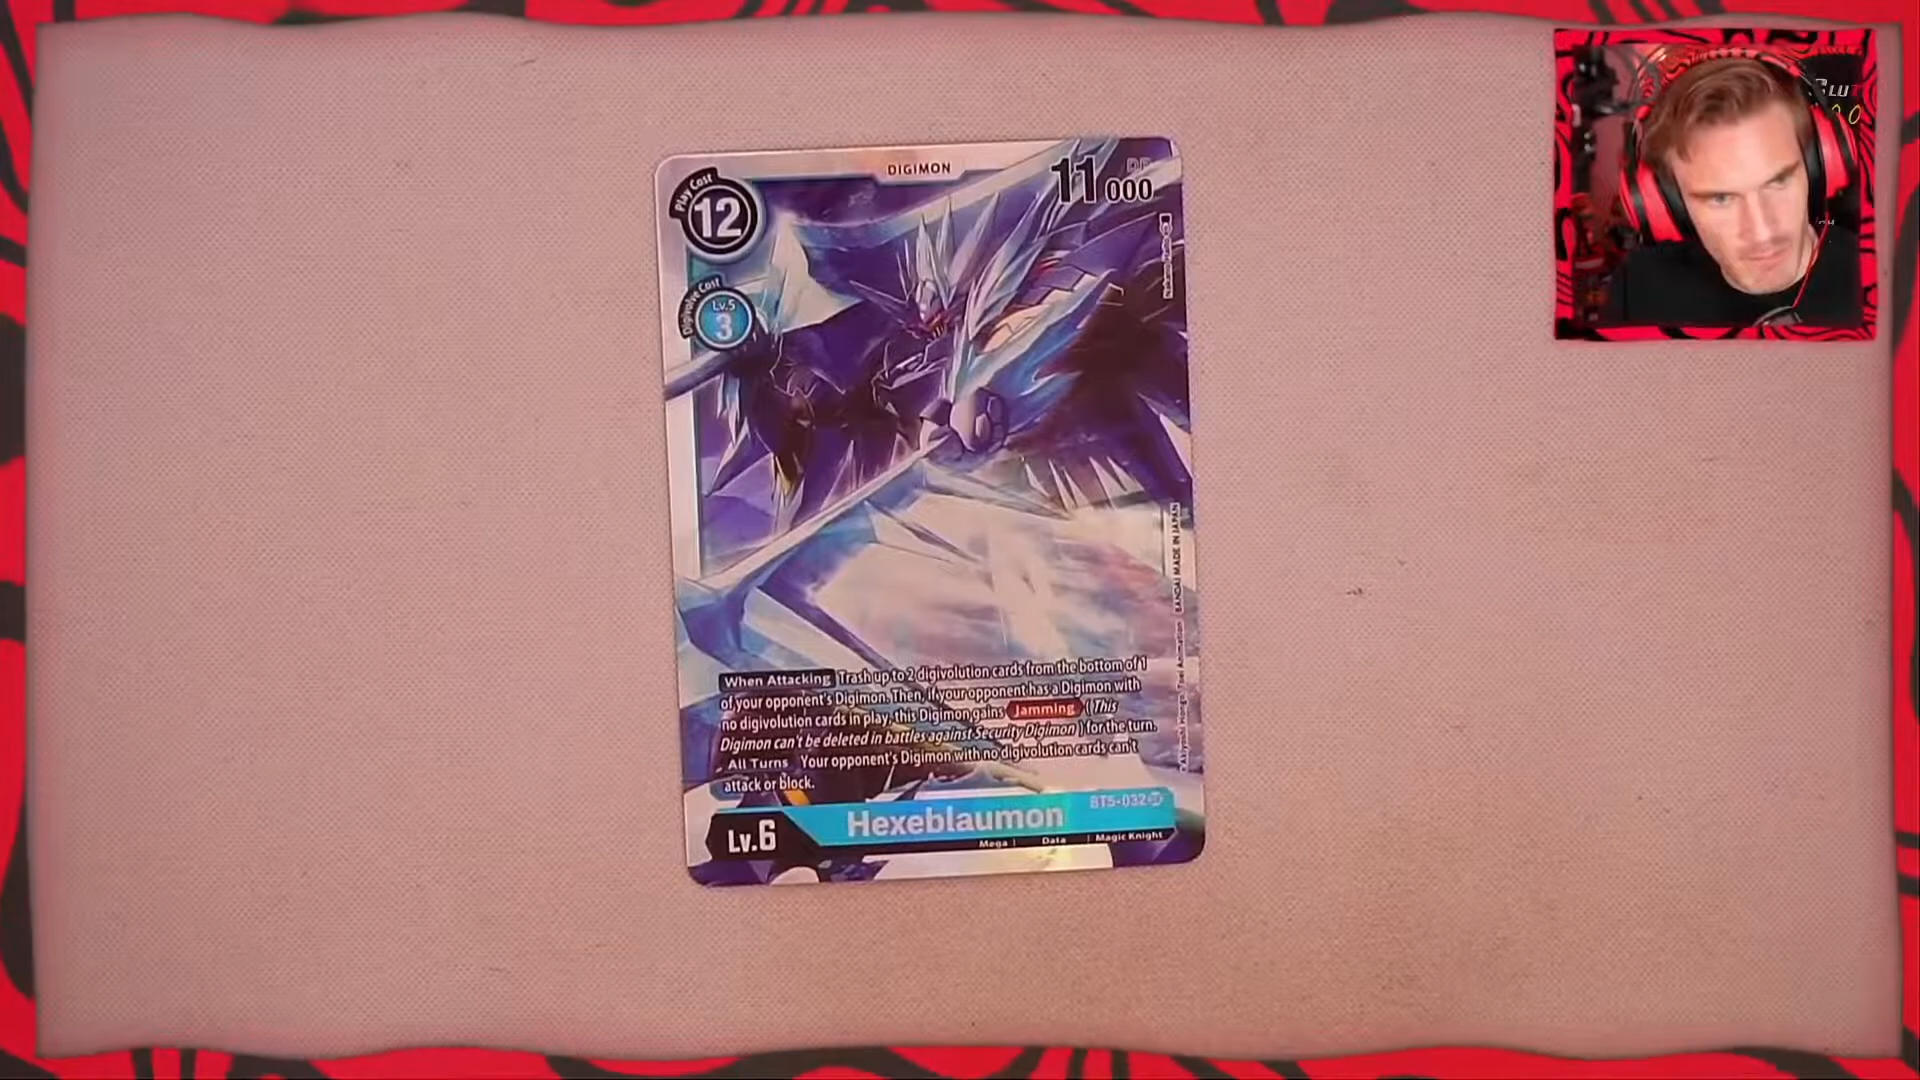 DIGIMON
Play Cost
12
11000
DP
Digivolve Cost
Lv.5
3
BANDAI MADE IN JAPAN
When Attacking Trash up to 2 digivolution cards from the bottom of 1
of your opponent's Digimon. Then, if your opponent has a Digimon with
no digivolution cards in play, this Digimon gains Jamming (This
Digimon can't be deleted in battles against Security Digimon) for the turn.
All Turns Your opponent's Digimon with no digivolution cards can't
attack or block.
BT5-032 SR
Hexeblaumon
Lv.6
Mega | Data | Magic Knight